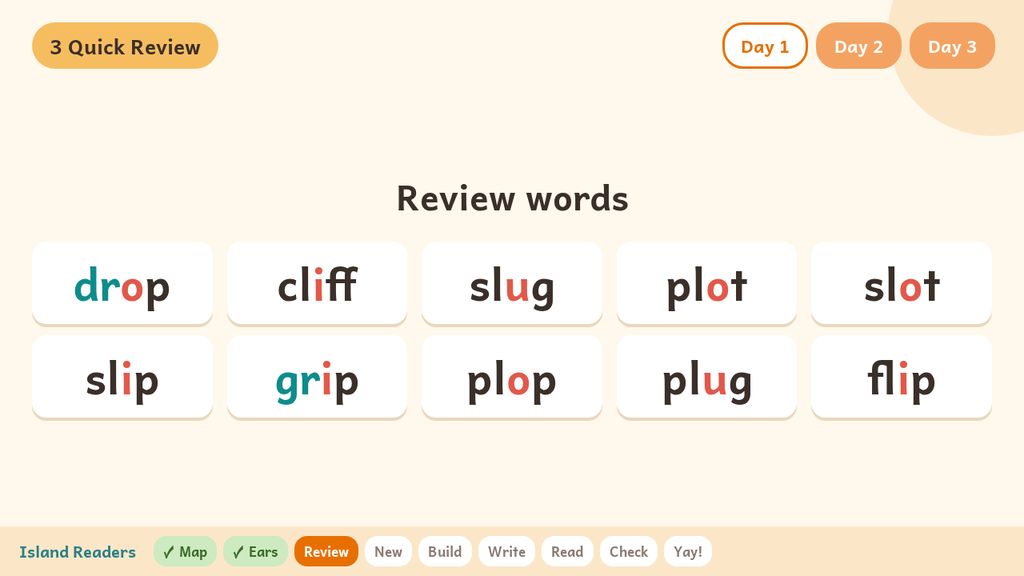 3 Quick Review
Day 1 Day 2 Day 3
Review words
drop cliff slug plot slot
slip grip plop plug flip
Island Readers ✓ Map ✓ Ears Review New Build Write Read Check Yay!